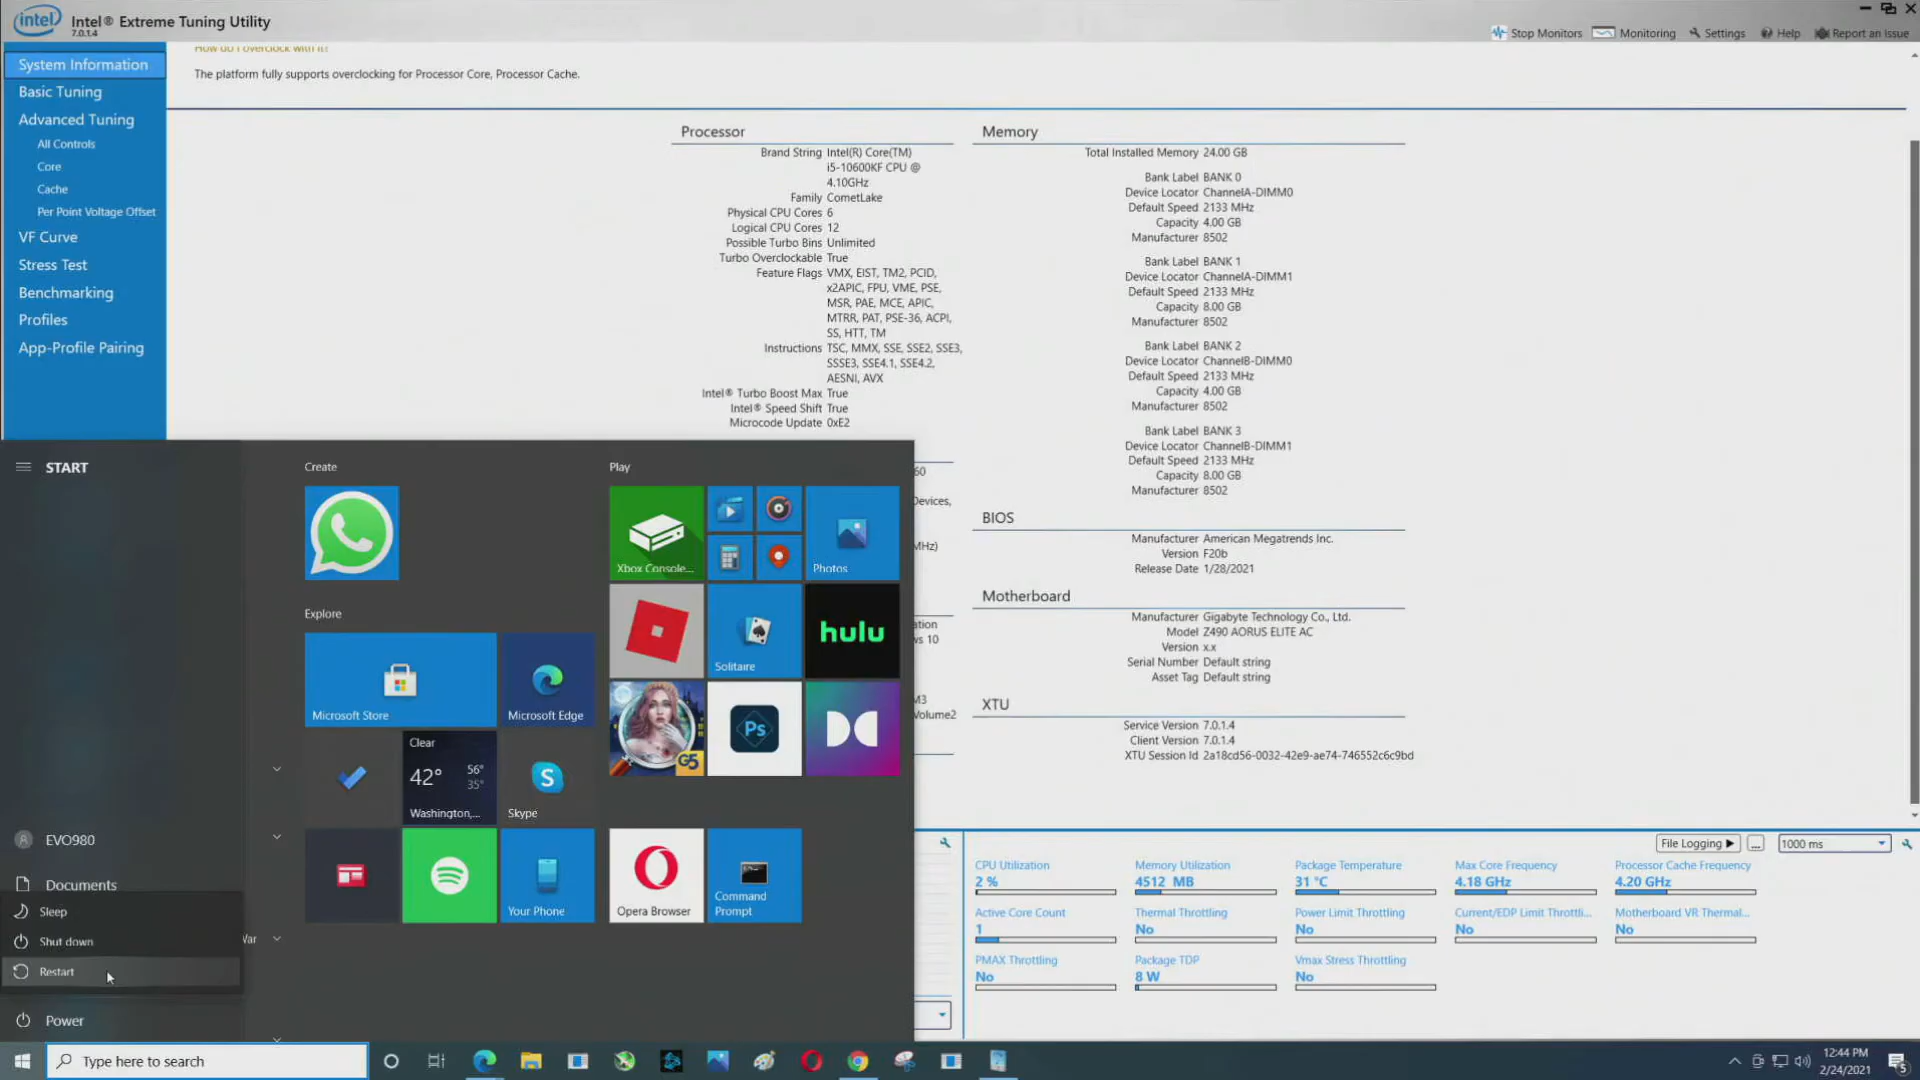 intel
Intel® Extreme Tuning Utility
7.0.1.4
Stop Monitors
Monitoring
Settings
Help
Report an Issue
System Information
Basic Tuning
Advanced Tuning
All Controls
Core
Cache
Per Point Voltage Offset
VF Curve
Stress Test
Benchmarking
Profiles
App-Profile Pairing
How do I overclock with it?
The platform fully supports overclocking for Processor Core, Processor Cache.
Processor
Brand String Intel(R) Core(TM)
i5-10600KF CPU @
4.10GHz
Family CometLake
Physical CPU Cores 6
Logical CPU Cores 12
Possible Turbo Bins Unlimited
Turbo Overclockable True
Feature Flags VMX, EIST, TM2, PCID,
x2APIC, FPU, VME, PSE,
MSR, PAE, MCE, APIC,
MTRR, PAT, PSE-36, ACPI,
SS, HTT, TM
Instructions TSC, MMX, SSE, SSE2, SSE3,
SSSE3, SSE4.1, SSE4.2,
AESNI, AVX
Intel® Turbo Boost Max True
Intel® Speed Shift True
Microcode Update 0xE2
60
Devices,
MHz)
ation
ws 10
M3
Volume2
Memory
Total Installed Memory 24.00 GB
Bank Label BANK 0
Device Locator ChannelA-DIMM0
Default Speed 2133 MHz
Capacity 4.00 GB
Manufacturer 8502
Bank Label BANK 1
Device Locator ChannelA-DIMM1
Default Speed 2133 MHz
Capacity 8.00 GB
Manufacturer 8502
Bank Label BANK 2
Device Locator ChannelB-DIMM0
Default Speed 2133 MHz
Capacity 4.00 GB
Manufacturer 8502
Bank Label BANK 3
Device Locator ChannelB-DIMM1
Default Speed 2133 MHz
Capacity 8.00 GB
Manufacturer 8502
BIOS
Manufacturer American Megatrends Inc.
Version F20b
Release Date 1/28/2021
Motherboard
Manufacturer Gigabyte Technology Co., Ltd.
Model Z490 AORUS ELITE AC
Version x.x
Serial Number Default string
Asset Tag Default string
XTU
Service Version 7.0.1.4
Client Version 7.0.1.4
XTU Session Id 2a18cd56-0032-42e9-ae74-746552c6c9bd
START
EVO980
Documents
Sleep
Shut down
Restart
Power
Var
Create
Explore
Microsoft Store
Microsoft Edge
Clear
42° 56°
35°
Washington,...
Skype
Your Phone
Play
Xbox Console...
Photos
Solitaire
hulu
G5
Ps
Opera Browser
Command
Prompt
File Logging
...
1000 ms
CPU Utilization
2 %
Memory Utilization
4512 MB
Package Temperature
31 °C
Max Core Frequency
4.18 GHz
Processor Cache Frequency
4.20 GHz
Active Core Count
1
Thermal Throttling
No
Power Limit Throttling
No
Current/EDP Limit Throttli...
No
Motherboard VR Thermal...
No
PMAX Throttling
No
Package TDP
8 W
Vmax Stress Throttling
No
Type here to search
12:44 PM
2/24/2021
5